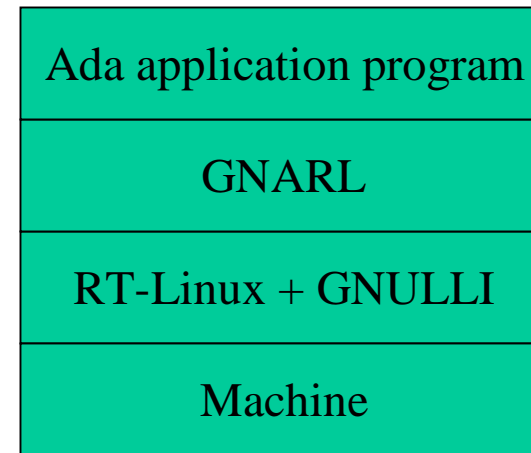 Ada application program
GNARL
RT-Linux + GNULLI
Machine